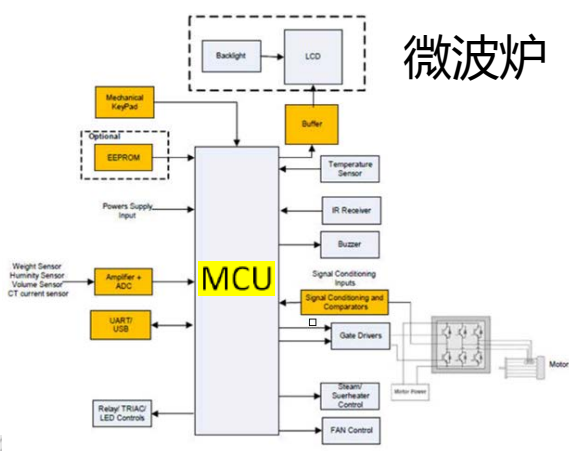 微波炉
Backlight
LCD
Mechanical
KeyPad
Buffer
Optional
EEPROM
Temperature
Sensor
Powers Supply
Input
IR Receiver
Buzzer
MCU
Weight Sensor
Huminity Sensor
Volume Sensor
CT current sensor
Amplifier +
ADC
Signal Conditioning
Inputs
Signal Conditioning and
Comparators
UART/
USB
Gate Drivers
Motor
Motor Power
Steam/
Suerheater
Control
Relay/ TRIAC/
LED Controls
FAN Control